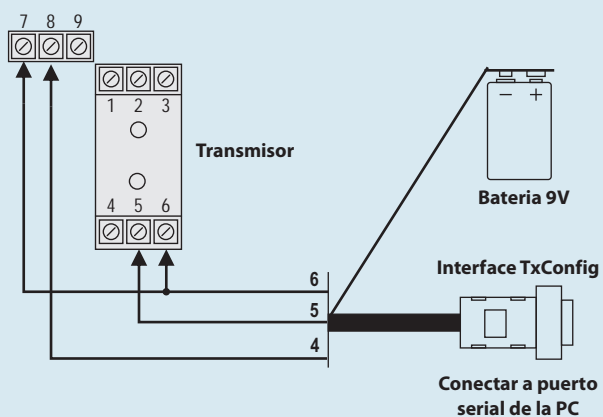 7 8 9
1 2 3
Transmisor
4 5 6
− +
Bateria 9V
6
5
4
Interface TxConfig
Conectar a puerto
serial de la PC